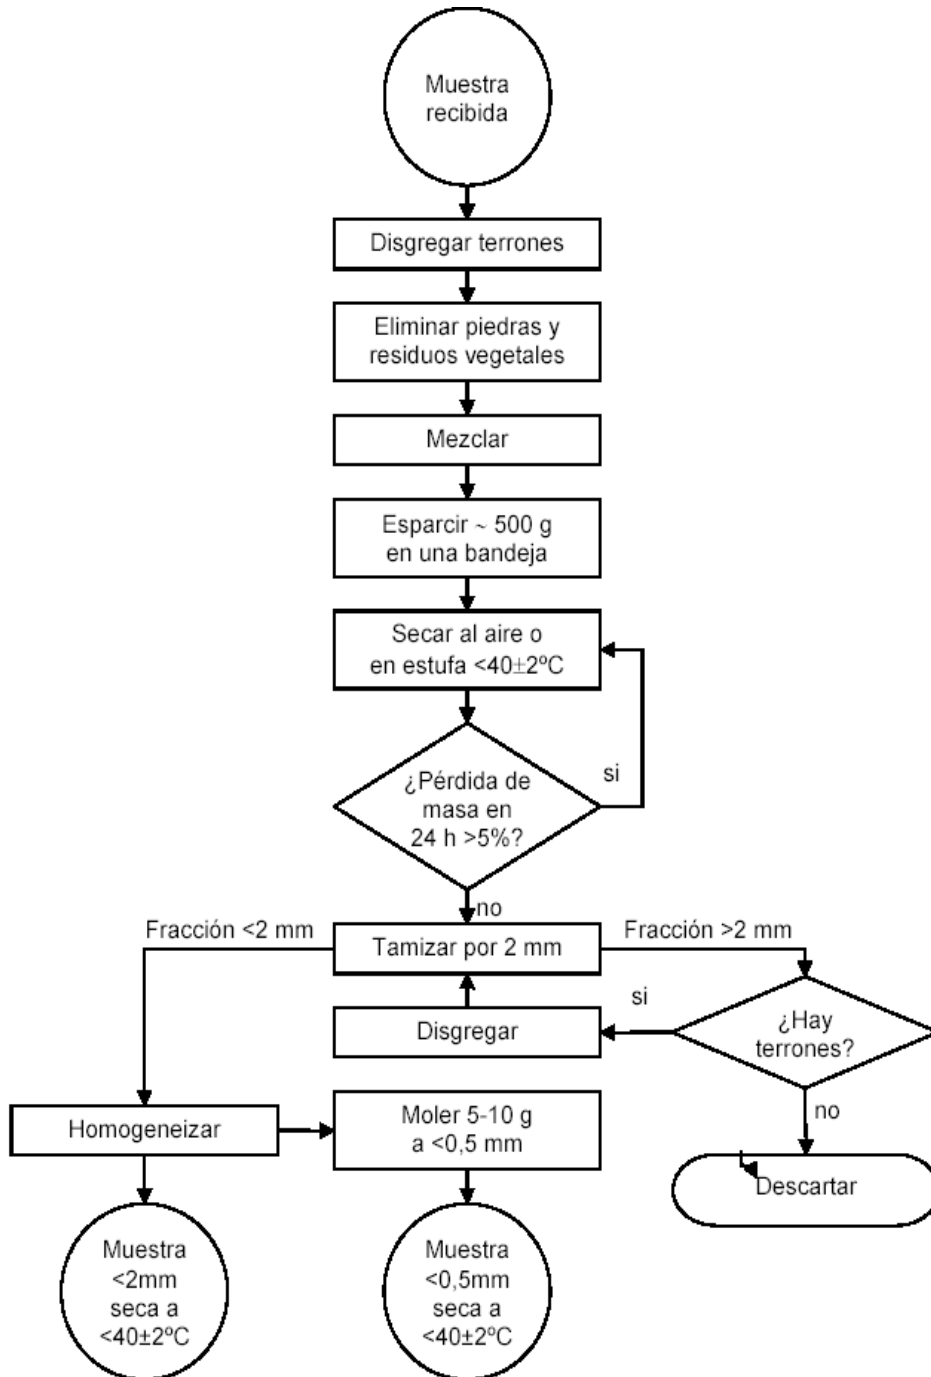 Muestra
recibida
Disgregar terrones
Eliminar piedras y
residuos vegetales
Mezclar
Esparcir ~ 500 g
en una bandeja
Secar al aire o
en estufa <40±2ºC
¿Pérdida de
masa en
24 h >5%?
si
no
Fracción <2 mm
Tamizar por 2 mm
Fracción >2 mm
si
¿Hay
terrones?
Disgregar
no
Homogeneizar
Moler 5-10 g
a <0,5 mm
Descartar
Muestra
<2mm
seca a
<40±2ºC
Muestra
<0,5mm
seca a
<40±2ºC